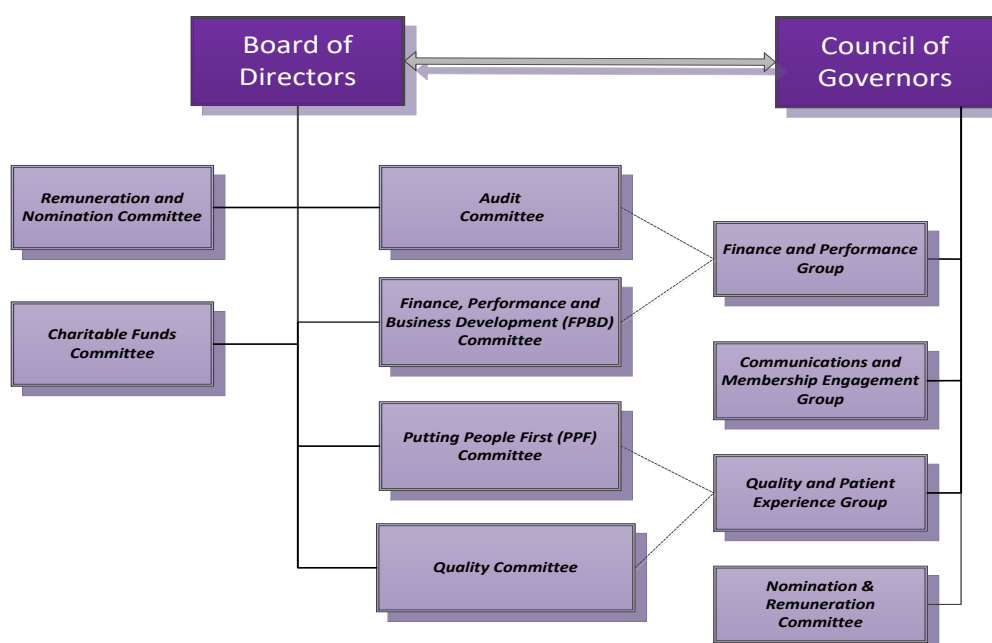 Board of
Directors
Council of
Governors
Remuneration and
Nomination Committee
Audit
Committee
Finance and Performance
Group
Charitable Funds
Committee
Finance, Performance and
Business Development (FPBD)
Committee
Communications and
Membership Engagement
Group
Putting People First (PPF)
Committee
Quality and Patient
Experience Group
Quality Committee
Nomination &
Remuneration
Committee